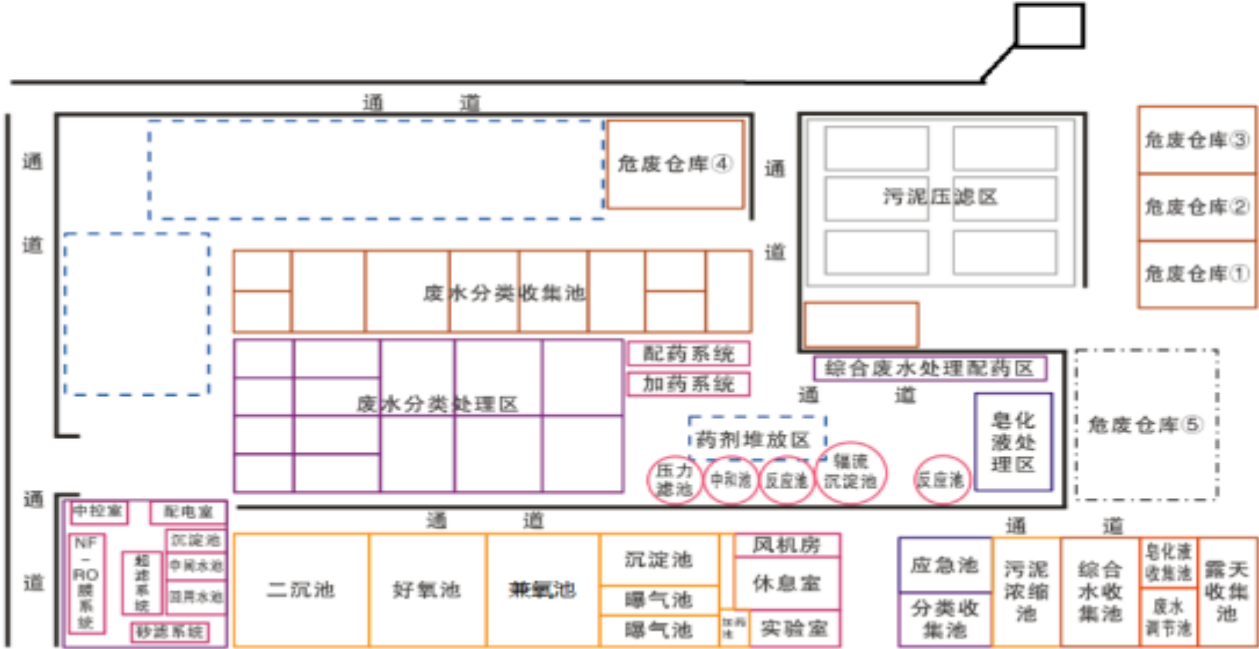 通 道
通
道
危废仓库④
通
道
污泥压滤区
危废仓库③
危废仓库②
危废仓库①
废水分类收集池
配药系统
加药系统
废水分类处理区
综合废水处理配药区
通 道
药剂堆放区
皂化
液处
理区
危废仓库⑤
压力
滤池
中和池
反应池
辐流
沉淀池
反应池
通
道
通 道
通 道
中控室
配电室
NF
-
RO膜系统
超滤系统
沉淀池
中间水池
回用水池
砂滤系统
二沉池
好氧池
兼氧池
沉淀池
曝气池
曝气池
加药池
风机房
休息室
实验室
应急池
分类收
集池
污泥
浓缩
池
综合
水收
集池
皂化液
收集池
废水
调节池
露天
收集
池